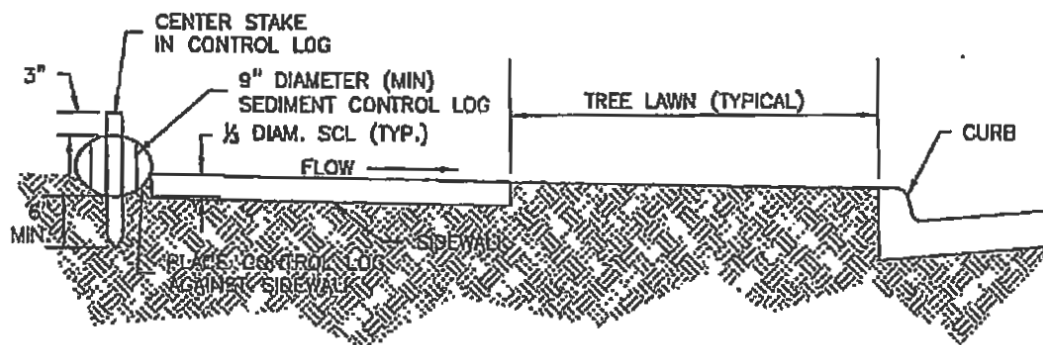 CENTER STAKE
IN CONTROL LOG
3"
9" DIAMETER (MIN)
SEDIMENT CONTROL LOG
⅓ DIAM. SCL (TYP.)
FLOW
TREE LAWN (TYPICAL)
CURB
6"
MIN
SIDEWALK
PLACE CONTROL LOG
AGAINST SIDEWALK